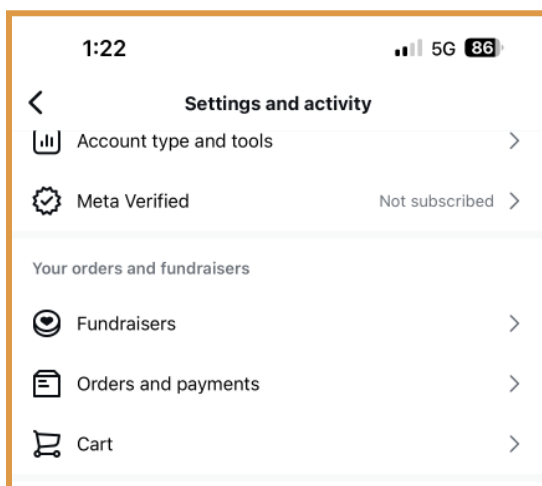 1:22 5G 86
Settings and activity
Account type and tools
Meta Verified Not subscribed
Your orders and fundraisers
Fundraisers
Orders and payments
Cart